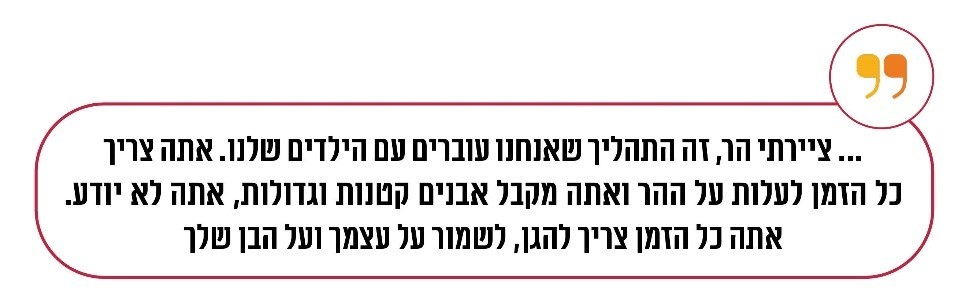 ... ציירתי הר, זה התהליך שאנחנו עוברים עם הילדים שלנו. אתה צריך
כל הזמן לעלות על ההר ואתה מקבל אבנים קטנות וגדולות, אתה לא יודע.
אתה כל הזמן צריך להגן, לשמור על עצמך ועל הבן שלך